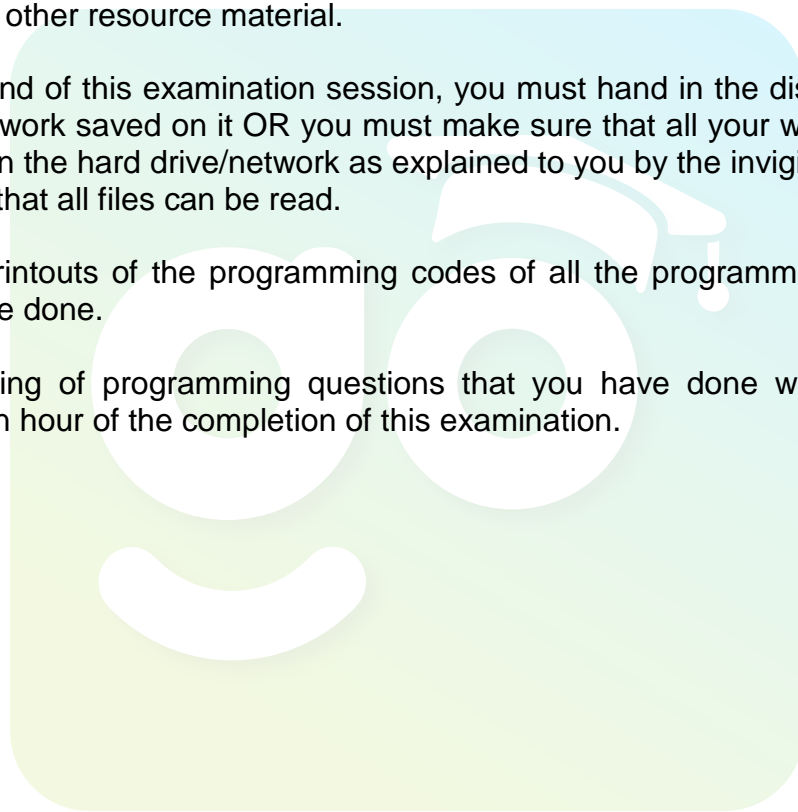 other resource material.
nd of this examination session, you must hand in the dis
work saved on it OR you must make sure that all your w
n the hard drive/network as explained to you by the invigi
that all files can be read.
rintouts of the programming codes of all the programm
e done.
ing of programming questions that you have done w
n hour of the completion of this examination.
go